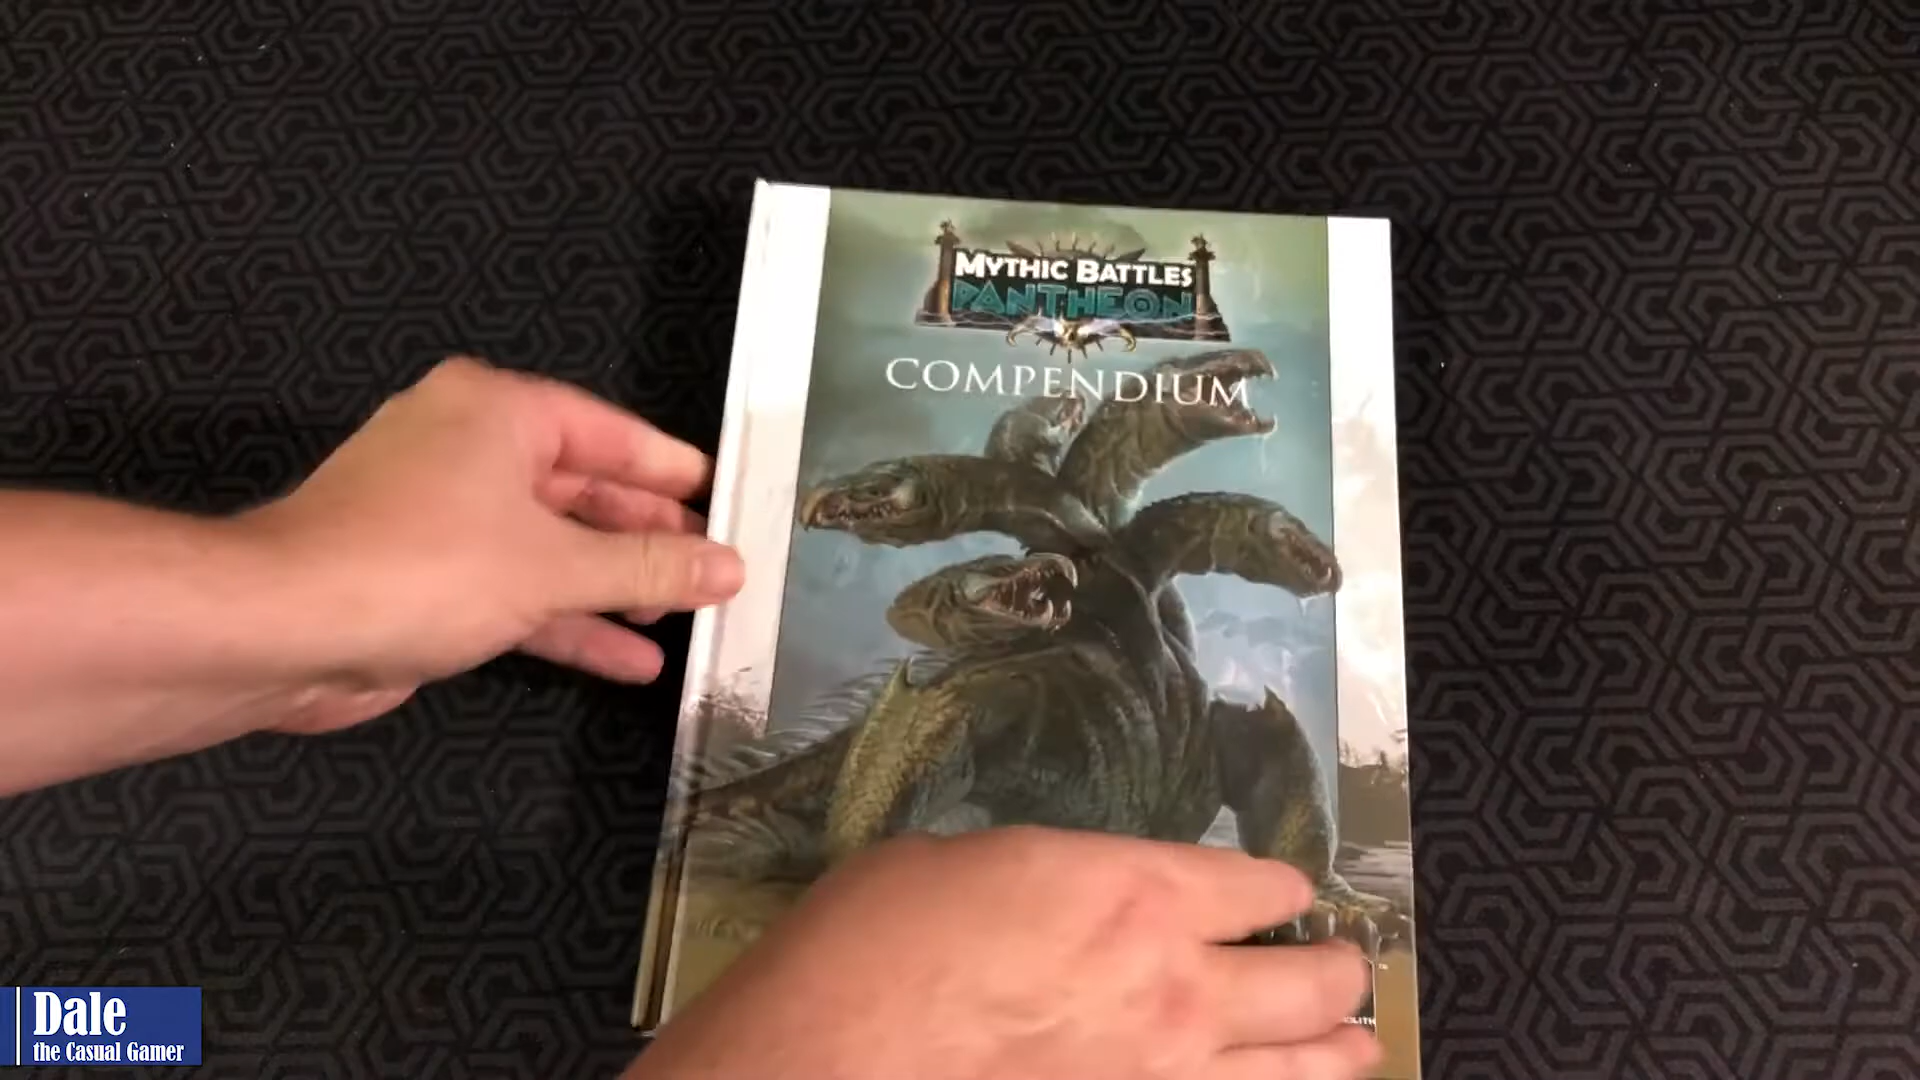 MYTHIC BATTLES
PANTHEON
COMPENDIUM
Dale
the Casual Gamer